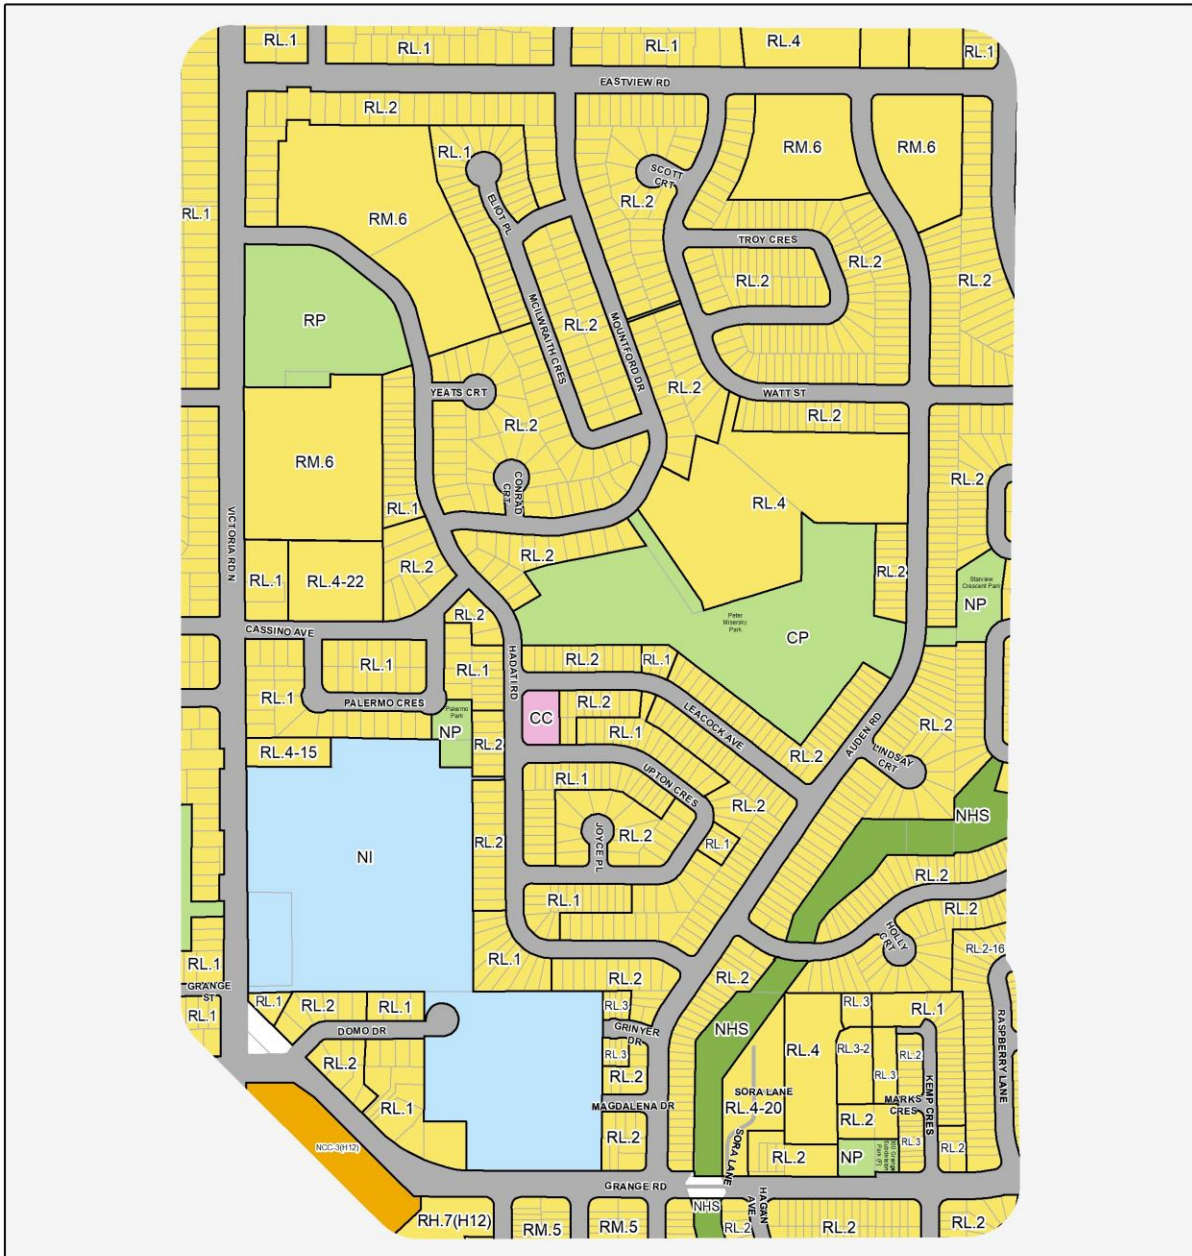 RL.1
RL.1
RL.1
RL.4
RL.1
EASTVIEW RD
RL.2
RL.1
RM.6
RM.6
SCOTT
CRT
RL.1
ELIOT PL
RL.2
RM.6
TROY CRES
RL.2
RL.2
RL.2
RP
MCILWRAITH CRES
RL.2
MOUNTFORD DR
YEATS CRT
RL.2
WATT ST
RL.2
RL.2
RM.6
CONRAD
CRT
RL.2
RL.4
RL.1
VICTORIA RD N
RL.2
RL.1
RL.4-22
RL.2
RL.2
Starview
Crescent Park
NP
RL.2
Peter
Misersky
Park
CP
CASSINO AVE
RL.1
RL.1
HADATI RD
RL.2
RL.1
RL.1
PALERMO CRES
Palermo
Park
NP
CC
RL.2
RL.1
LEACOCK AVE
AUDEN RD
RL.2
RL.4-15
RL.2
RL.2
LINDSAY
CRT
RL.1
UPTON CRES
RL.2
NHS
NI
RL.2
JOYCE PL
RL.2
RL.1
RL.2
RL.1
RL.2
HOLLY
CRT
RL.1
RL.1
RL.2
RL.2
RL.2-16
GRANGE
ST
RL.1
RL.1
RL.2
RL.1
DOMO DR
RL.3
GRINYER
DR
NHS
RL.3
RL.1
RASPBERRY LANE
RL.2
RL.3
RL.4
RL.3-2
RL.2
RL.3
KEMP CRES
RL.2
SORA LANE
RL.1
MAGDALENA DR
RL.4-20
MARKS
CRES
RL.2
NCC-3(H12)
RL.2
SORA LANE
RL.2
NP
300 Grange
Subdivision
Park (F)
RL.3
RL.2
GRANGE RD
NHS
HAGAN
AVE
RH.7(H12)
RM.5
RM.5
RL.2
RL.2
RL.2